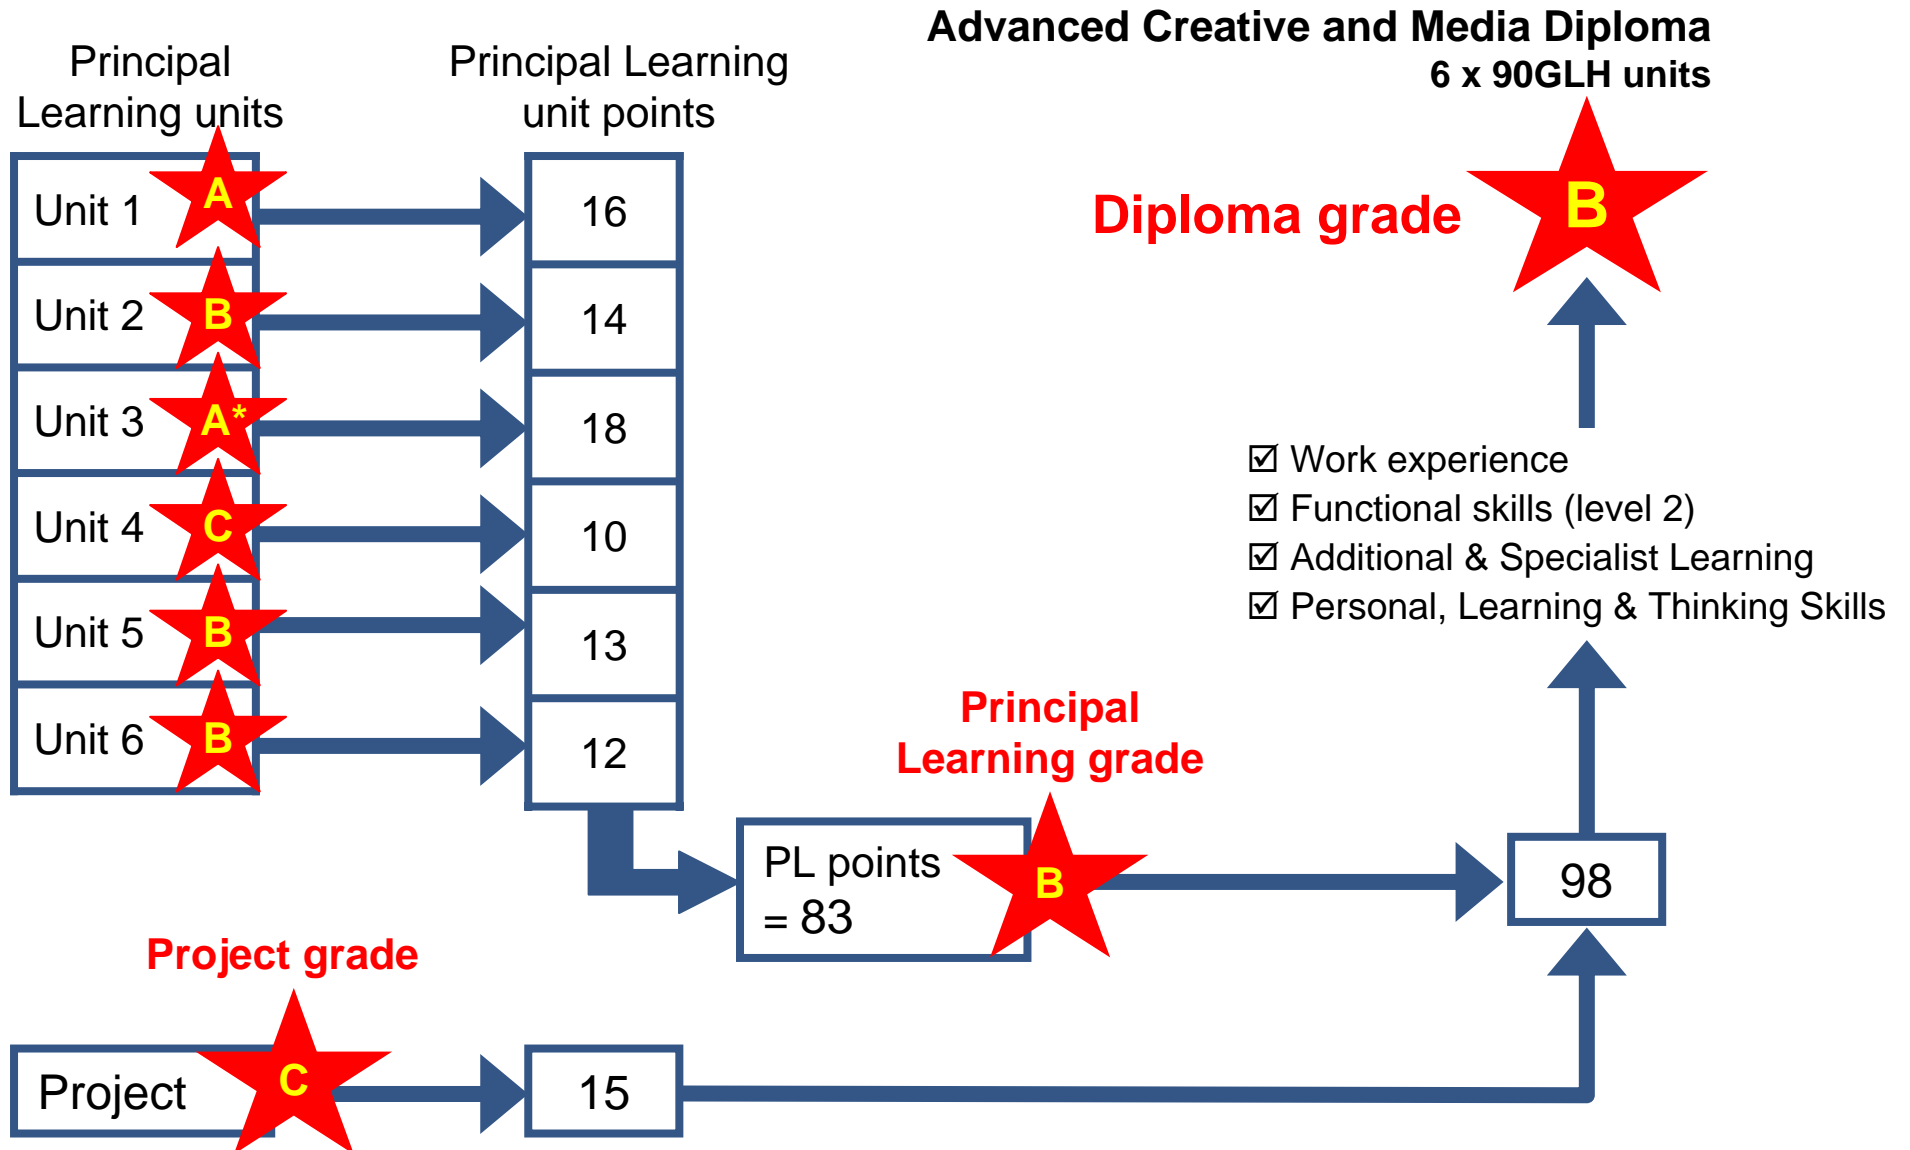 Advanced Creative and Media Diploma
6 x 90GLH units
Principal
Learning units
Principal Learning
unit points
Unit 1
A
16
Unit 2
B
14
Unit 3
A*
18
Unit 4
C
10
Unit 5
B
13
Unit 6
B
12
Diploma grade
B
☑ Work experience
☑ Functional skills (level 2)
☑ Additional & Specialist Learning
☑ Personal, Learning & Thinking Skills
Principal
Learning grade
PL points
= 83
B
98
Project grade
Project
C
15